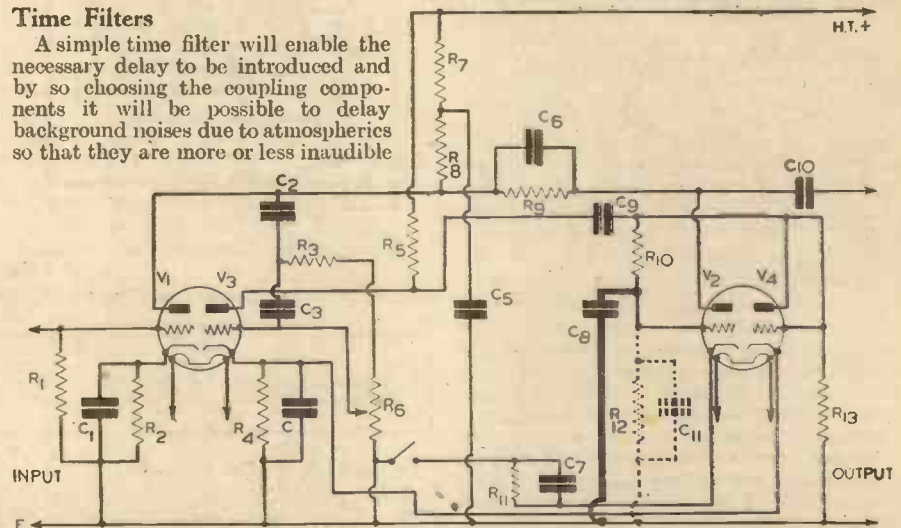 Time Filters
A simple time filter will enable the
necessary delay to be introduced and
by so choosing the coupling compo-
nents it will be possible to delay
background noises due to atmospherics
so that they are more or less inaudible
H.T.+
R7
C6
R8
C2
C10
R9
C9
R3
R5
R10
V1
V3
V2
V4
C3
C5
C8
R1
R6
C1
R2
R4
C
R12
C11
R13
C7
INPUT
R11
OUTPUT
E